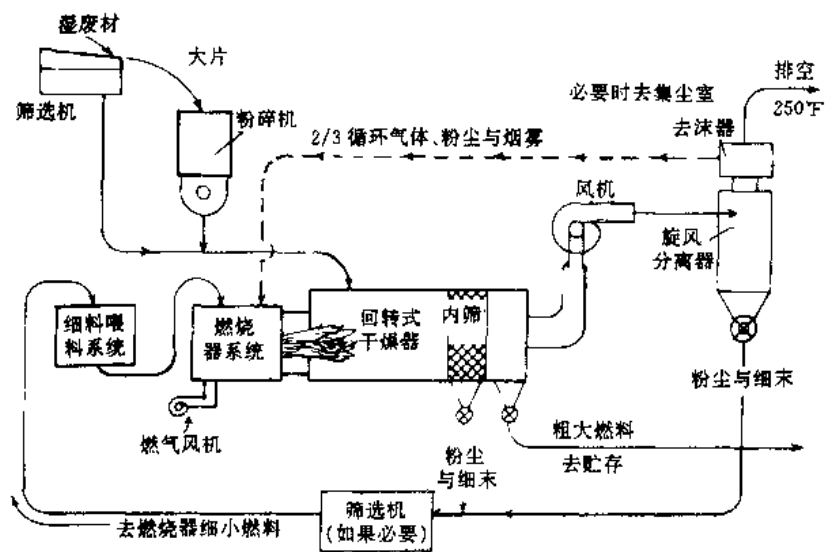 湿废材
大片
筛选机
粉碎机
排空
250℉
必要时去集尘室
去沫器
2/3循环气体、粉尘与烟雾
风机
旋风
分离器
细料喂
料系统
燃烧
器系统
回转式
干燥器
内筛
粉尘与细末
燃气风机
粗大燃料
去贮存
粉尘
与细末
筛选机
(如果必要)
去燃烧器细小燃料